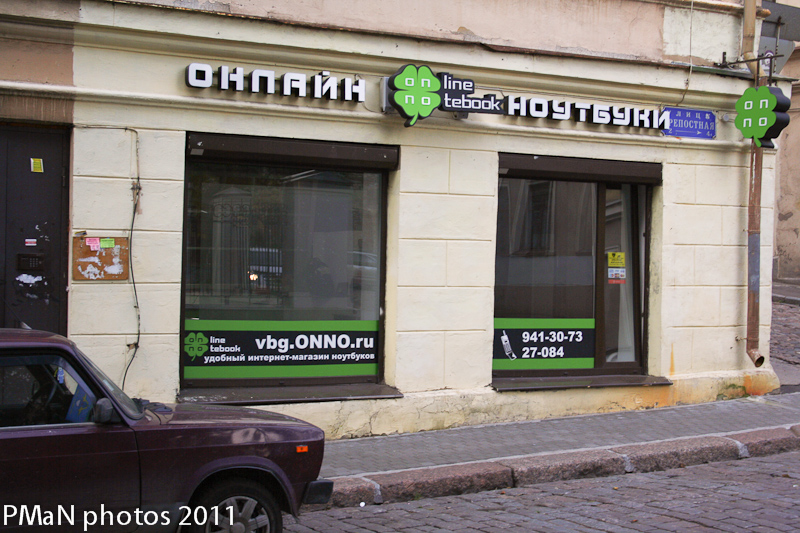 ОНЛАЙН
ON
NO
line
tebook
НОУТБУКИ
ЛИЦА
РЕПОСТНАЯ
ON
NO
line
tebook
vbg.ONNO.ru
удобный интернет-магазин ноутбуков
941-30-73
27-084
PMaN photos 2011